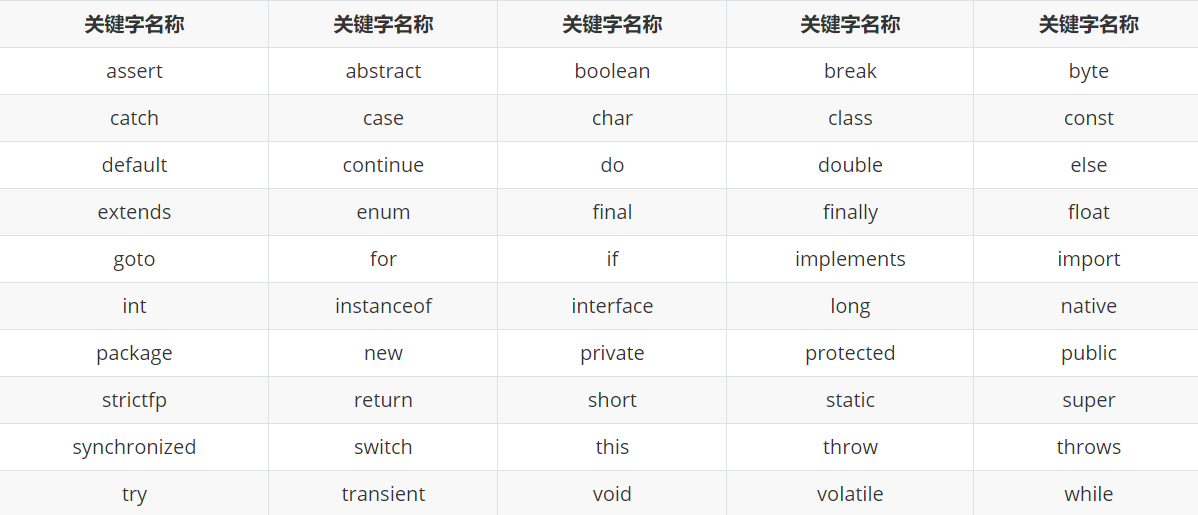 关键字名称 关键字名称 关键字名称 关键字名称 关键字名称
assert abstract boolean break byte
catch case char class const
default continue do double else
extends enum final finally float
goto for if implements import
int instanceof interface long native
package new private protected public
strictfp return short static super
synchronized switch this throw throws
try transient void volatile while